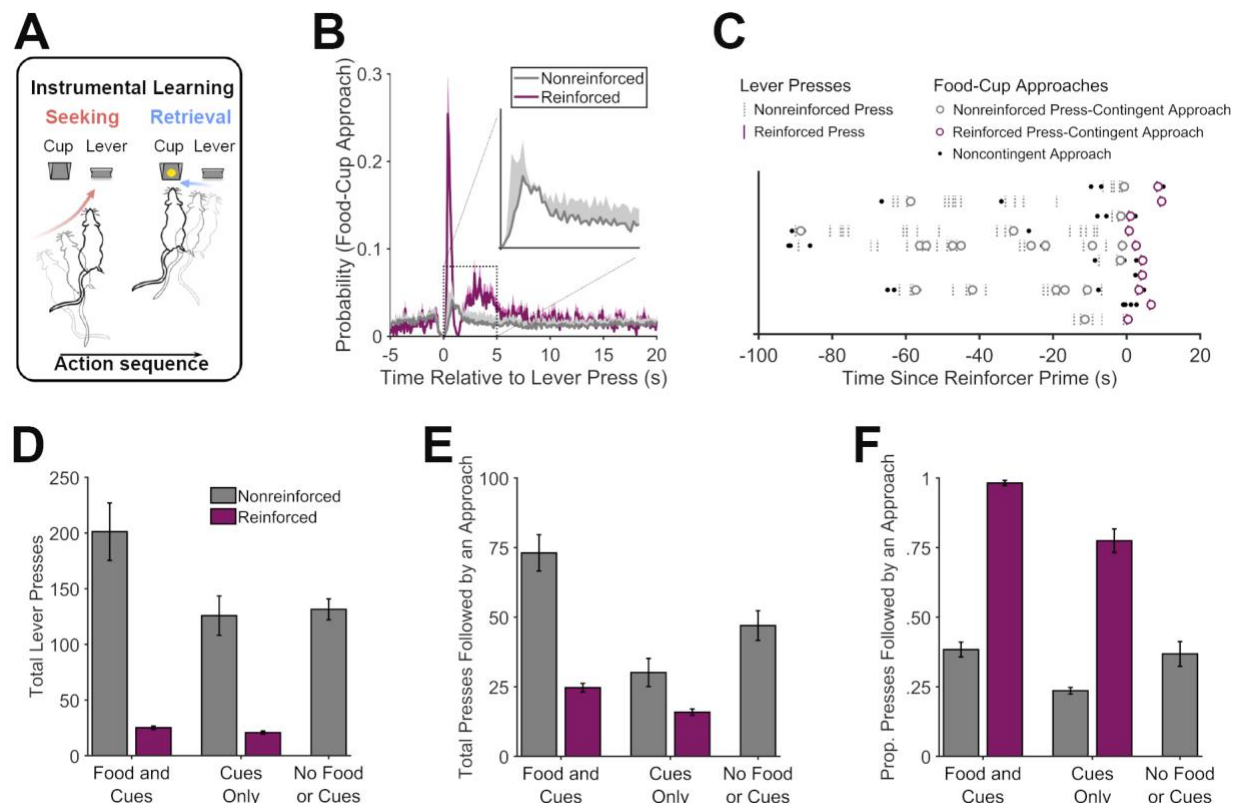 A
Instrumental Learning
Seeking Retrieval
Cup Lever Cup Lever
Action sequence
B
Probability (Food-Cup Approach)
0.3
0.2
0.1
0
Nonreinforced
Reinforced
-5 0 5 10 15 20
Time Relative to Lever Press (s)
C
Lever Presses
Nonreinforced Press
Reinforced Press
Food-Cup Approaches
Nonreinforced Press-Contingent Approach
Reinforced Press-Contingent Approach
Noncontingent Approach
-100 -80 -60 -40 -20 0 20
Time Since Reinforcer Prime (s)
D
Total Lever Presses
250
200
150
100
50
0
Nonreinforced
Reinforced
Food and Cues No Food
Cues Only or Cues
E
Total Presses Followed by an Approach
100
75
50
25
0
Food and Cues No Food
Cues Only or Cues
F
Prop. Presses Followed by an Approach
1
.75
.50
.25
0
Food and Cues No Food
Cues Only or Cues